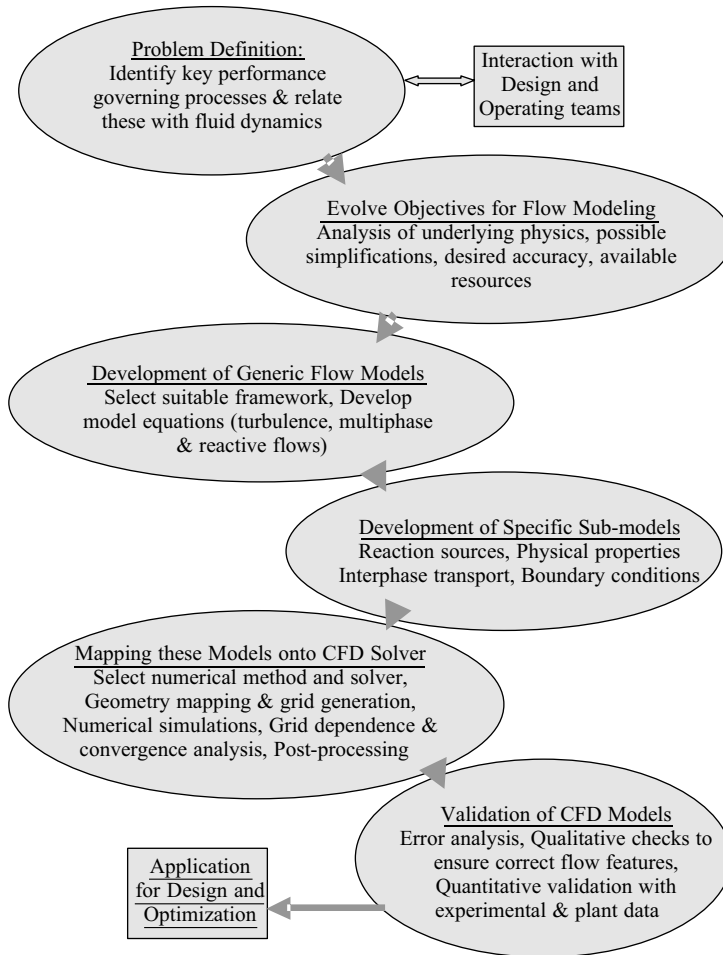 Problem Definition:
Identify key performance
governing processes & relate
these with fluid dynamics
Interaction with
Design and
Operating teams
Evolve Objectives for Flow Modeling
Analysis of underlying physics, possible
simplifications, desired accuracy, available
resources
Development of Generic Flow Models
Select suitable framework, Develop
model equations (turbulence, multiphase
& reactive flows)
Development of Specific Sub-models
Reaction sources, Physical properties
Interphase transport, Boundary conditions
Mapping these Models onto CFD Solver
Select numerical method and solver,
Geometry mapping & grid generation,
Numerical simulations, Grid dependence &
convergence analysis, Post-processing
Validation of CFD Models
Error analysis, Qualitative checks to
ensure correct flow features,
Quantitative validation with
experimental & plant data
Application
for Design and
Optimization